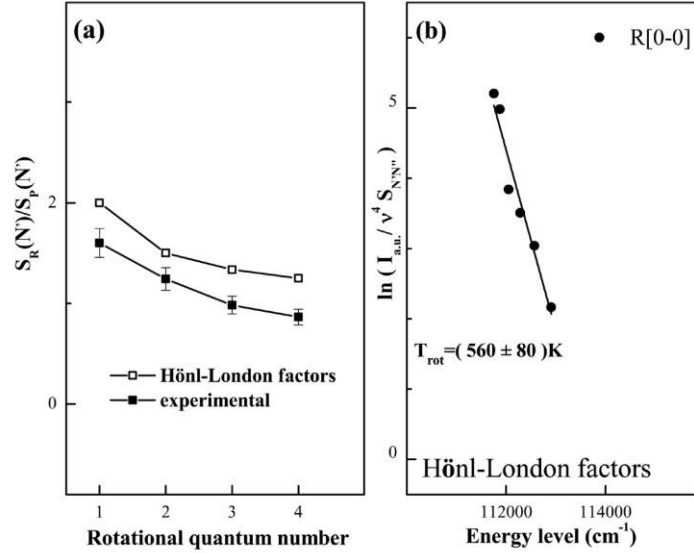 (a)
S_R(N')/S_P(N')
2
0
Hönl-London factors
experimental
1 2 3 4
Rotational quantum number
(b)
R[0-0]
ln ( I_a.u. / ν^4 S_N'N'' )
5
0
T_rot=( 560 ± 80 )K
Hönl-London factors
112000 114000
Energy level (cm^-1)